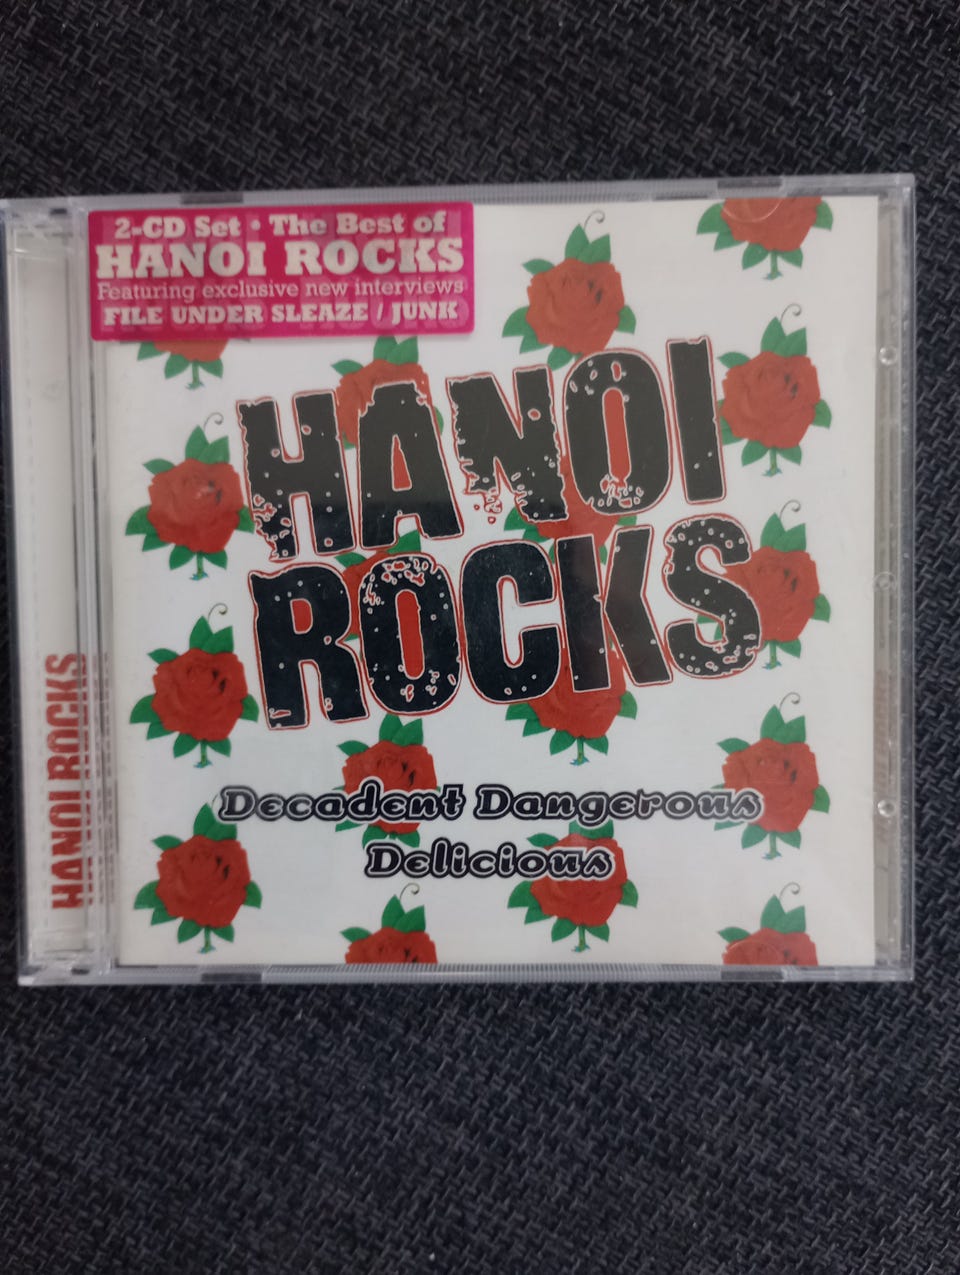 2-CD Set • The Best of
HANOI ROCKS
Featuring exclusive new interviews
FILE UNDER SLEAZE / JUNK
HANOI
ROCKS
Decadent Dangerous
Delicious
HANOI ROCKS